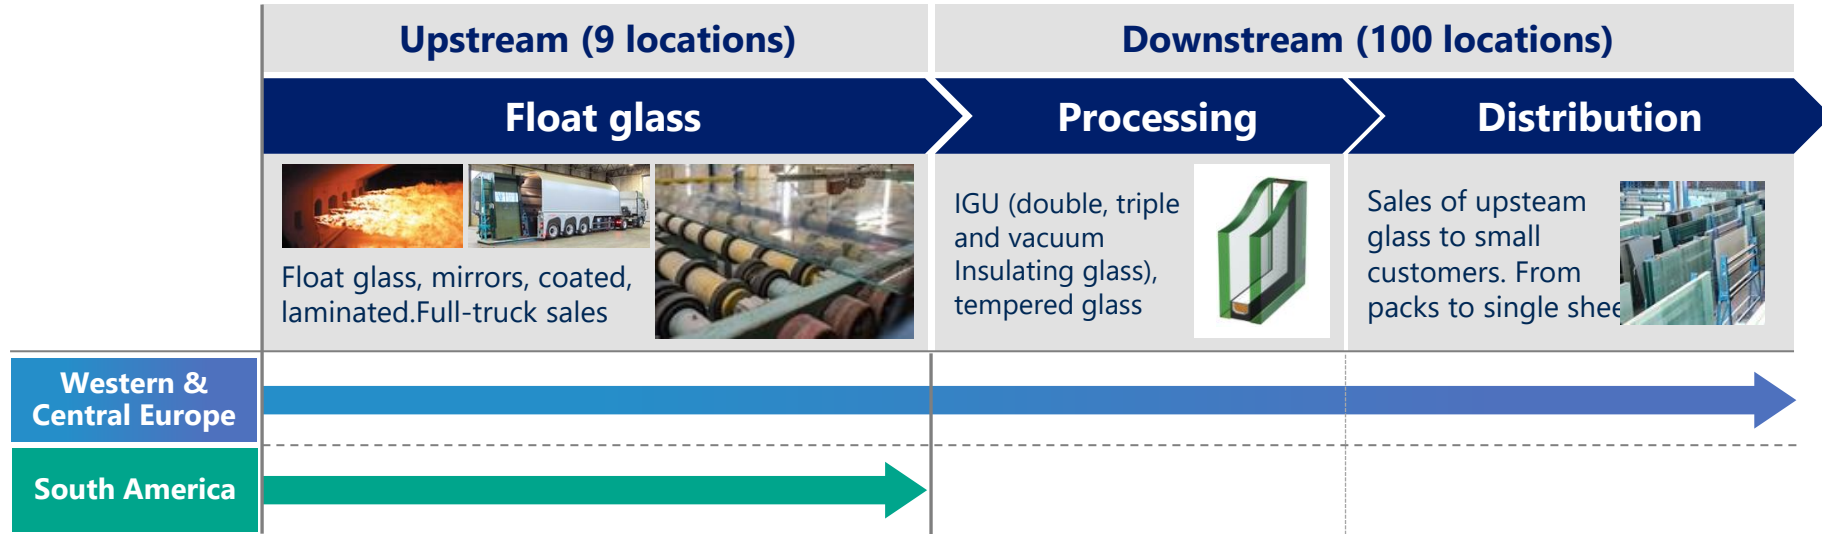 Upstream (9 locations)
Downstream (100 locations)
Float glass
Processing
Distribution
Float glass, mirrors, coated,
laminated.Full-truck sales
IGU (double, triple
and vacuum
Insulating glass),
tempered glass
Sales of upsteam
glass to small
customers. From
packs to single
Western &
Central Europe
South America